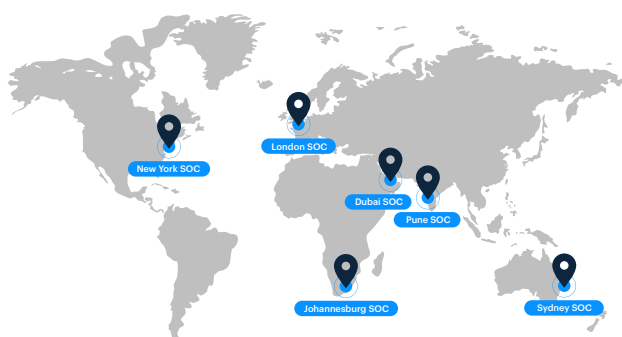 London SOC
New York SOC
Dubai SOC
Pune SOC
Johannesburg SOC
Sydney SOC